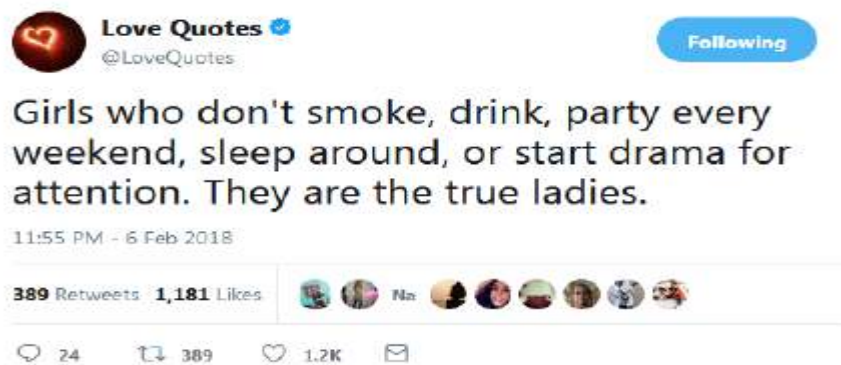 Love Quotes
@LoveQuotes
Following
Girls who don't smoke, drink, party every
weekend, sleep around, or start drama for
attention. They are the true ladies.
11:55 PM - 6 Feb 2018
389 Retweets 1,181 Likes
Na
24 389 1.2K